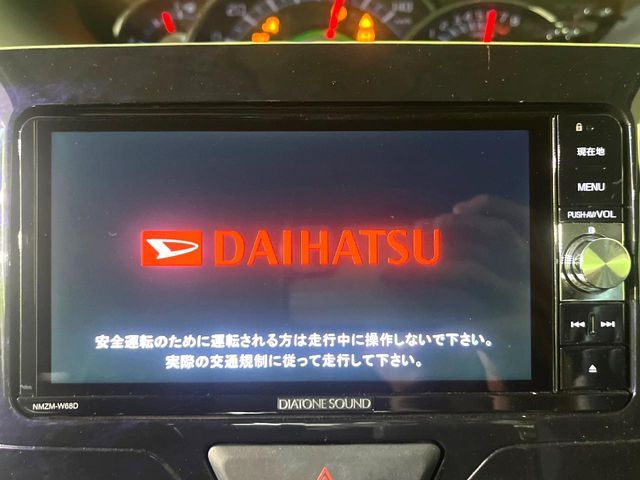 現在地
MENU
PUSH-AV/VOL
DAIHATSU
安全運転のために運転される方は走行中に操作しないで下さい。
実際の交通規制に従って走行して下さい。
NMZM-W68D
DIATONE SOUND